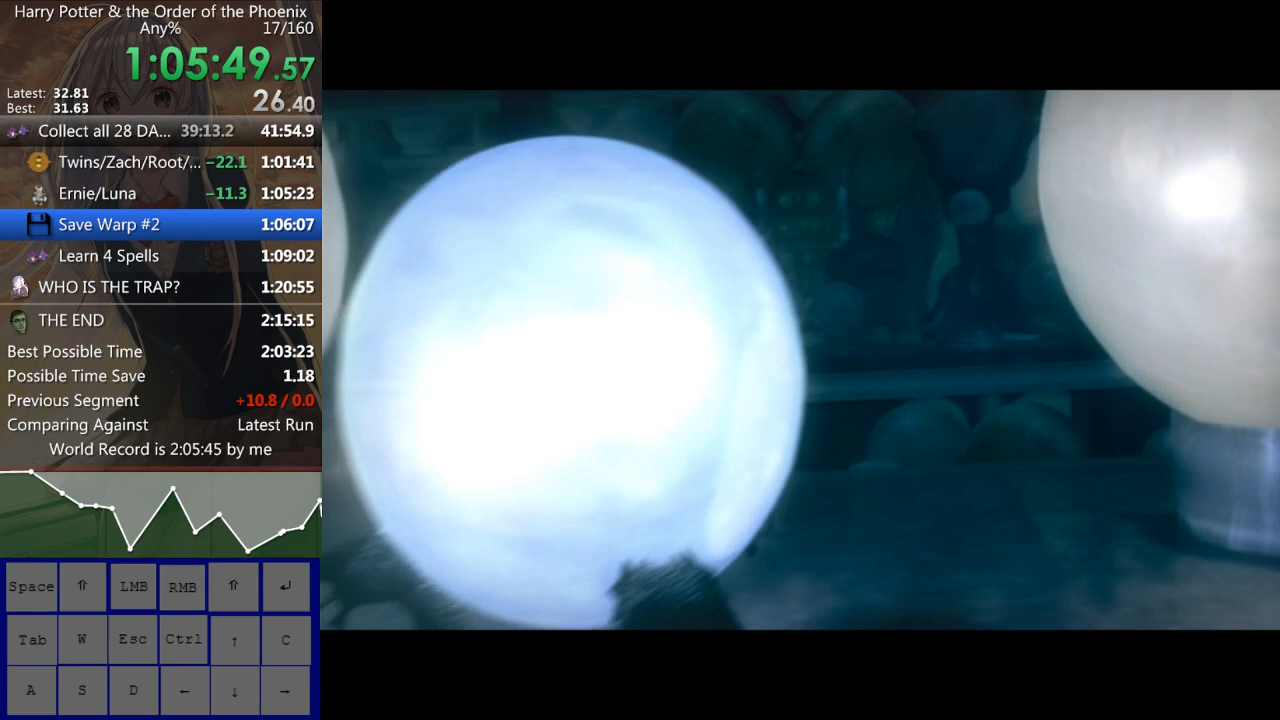 Harry Potter & the Order of the Phoenix
Any% 17/160
1:05:49.57
Latest: 32.81
Best: 31.63
26.40
Collect all 28 DA... 39:13.2 41:54.9
Twins/Zach/Root/... −22.1 1:01:41
Ernie/Luna −11.3 1:05:23
Save Warp #2 1:06:07
Learn 4 Spells 1:09:02
WHO IS THE TRAP? 1:20:55
THE END 2:15:15
Best Possible Time 2:03:23
Possible Time Save 1.18
Previous Segment +10.8 / 0.0
Comparing Against Latest Run
World Record is 2:05:45 by me
Space ⇧ LMB RMB ⇧ ↵
Tab W Esc Ctrl ↑ C
A S D ← ↓ →